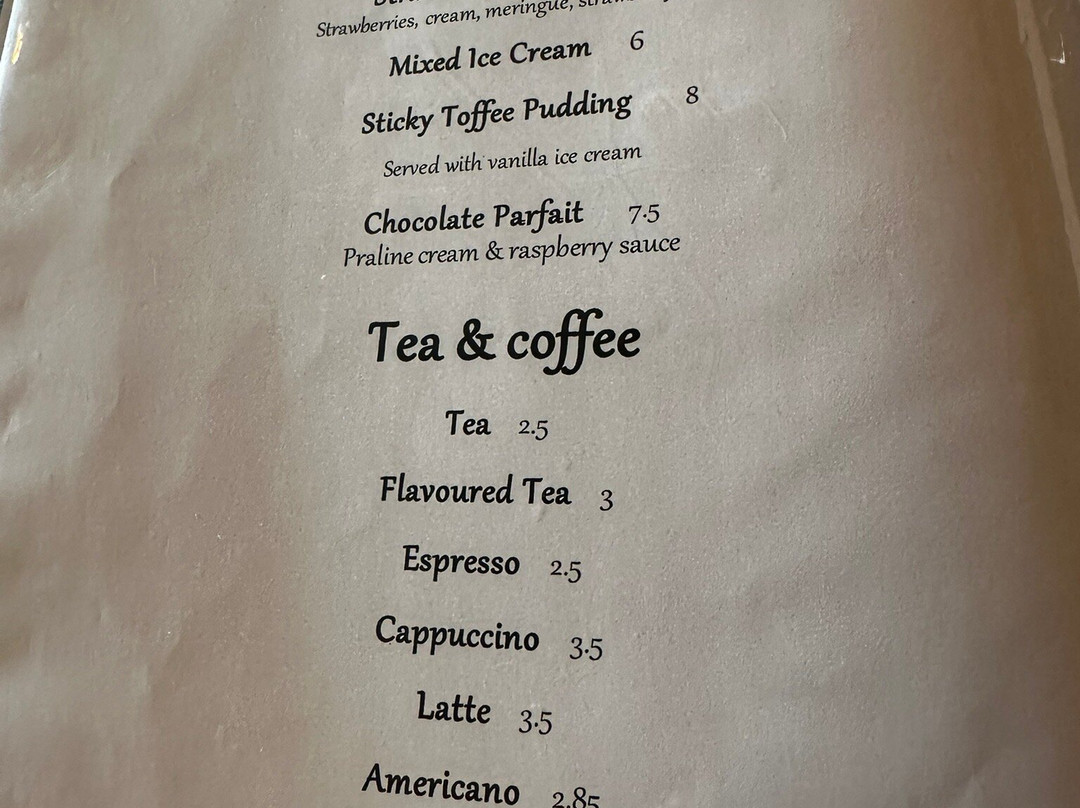 Strawberries, cream, meringue,
Mixed Ice Cream 6
Sticky Toffee Pudding 8
Served with vanilla ice cream
Chocolate Parfait 7.5
Praline cream & raspberry sauce
Tea & coffee
Tea 2.5
Flavoured Tea 3
Espresso 2.5
Cappuccino 3.5
Latte 3.5
Americano 2.85